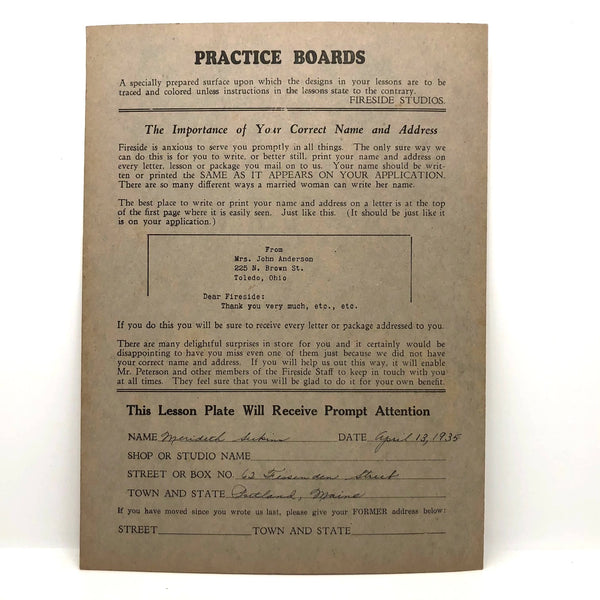 PRACTICE BOARDS
A specially prepared surface upon which the designs in your lessons are to be
traced and colored unless instructions in the lessons state to the contrary.
FIRESIDE STUDIOS.
The Importance of Your Correct Name and Address
Fireside is anxious to serve you promptly in all things. The only sure way we
can do this is for you to write, or better still, print your name and address on
every letter, lesson or package you mail on to us. Your name should be writ-
ten or printed the SAME AS IT APPEARS ON YOUR APPLICATION.
There are so many different ways a married woman can write her name.
The best place to write or print your name and address on a letter is at the top
of the first page where it is easily seen. Just like this. (It should be just like it
is on your application.)
From
Mrs. John Anderson
225 N. Brown St.
Toledo, Ohio
Dear Fireside:
Thank you very much, etc., etc.
If you do this you will be sure to receive every letter or package addressed to you.
There are many delightful surprises in store for you and it certainly would be
disappointing to have you miss even one of them just because we did not have
your correct name and address. If you will help us out this way, it will enable
Mr. Peterson and other members of the Fireside Staff to keep in touch with you
at all times. They feel sure that you will be glad to do it for your own benefit.
This Lesson Plate Will Receive Prompt Attention
NAME Merideth DATE April 13, 1935
SHOP OR STUDIO NAME
STREET OR BOX NO. 62 Fessenden Street
TOWN AND STATE Portland, Maine
If you have moved since you wrote us last, please give your FORMER address below:
STREET TOWN AND STATE